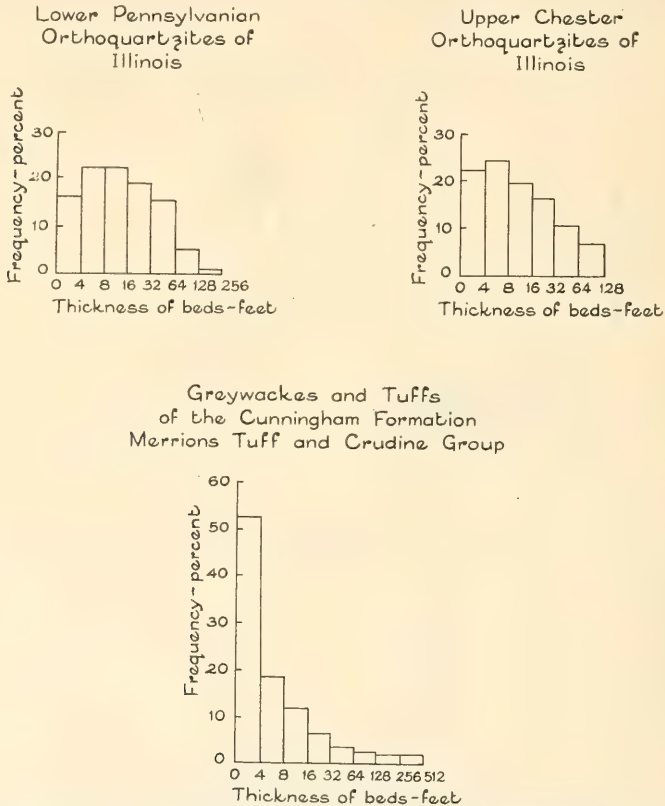 Lower Pennsylvanian
Orthoquartzites of
Illinois
Frequency-percent
30
20
10
0
0 4 8 16 32 64 128 256
Thickness of beds-feet
Upper Chester
Orthoquartzites of
Illinois
Frequency-percent
30
20
10
0
0 4 8 16 32 64 128
Thickness of beds-feet
Greywackes and Tuffs
of the Cunningham Formation
Merrions Tuff and Crudine Group
Frequency-percent
60
50
40
30
20
10
0
0 4 8 16 32 64 128 256 512
Thickness of beds-feet